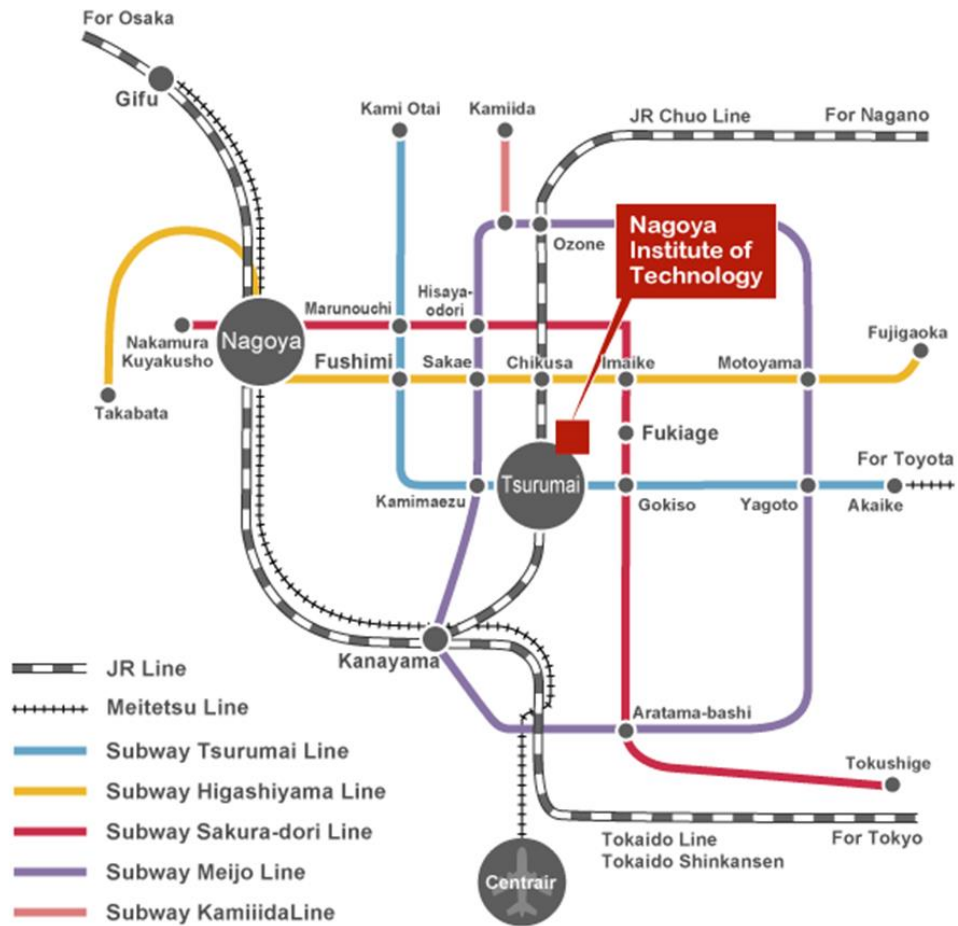 For Osaka
Gifu
Kami Otai
Kamiida
JR Chuo Line
For Nagano
Nagoya
Institute of
Technology
Ozone
Marunouchi
Hisaya-
odori
Nakamura
Kuyakusho
Nagoya
Fushimi
Sakae
Chikusa
Imaike
Motoyama
Fujigaoka
Takabata
Fukiage
Kamimaezu
Tsurumai
Gokiso
Yagoto
For Toyota
Akaike
Kanayama
Aratama-bashi
Tokushige
Tokaido Line
Tokaido Shinkansen
For Tokyo
Centrair
JR Line
Meitetsu Line
Subway Tsurumai Line
Subway Higashiyama Line
Subway Sakura-dori Line
Subway Meijo Line
Subway KamiiidaLine